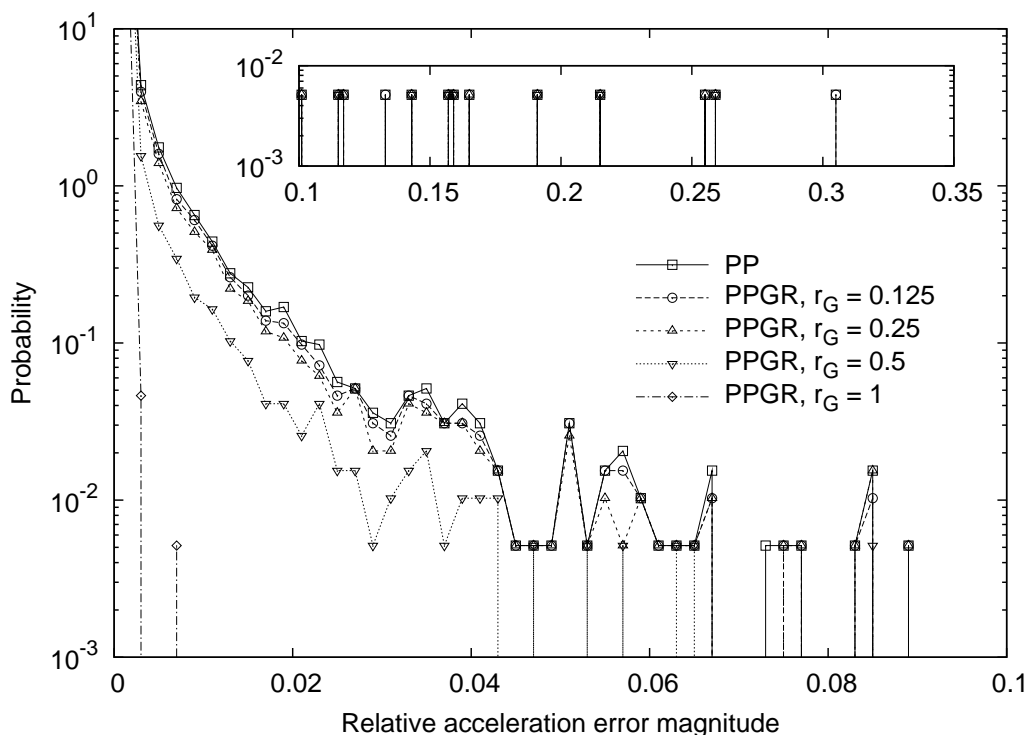 10^1
10^0
10^-1
10^-2
10^-3
10^-2
10^-3
0.1 0.15 0.2 0.25 0.3 0.35
PP
PPGR, r_G = 0.125
PPGR, r_G = 0.25
PPGR, r_G = 0.5
PPGR, r_G = 1
Probability
0 0.02 0.04 0.06 0.08 0.1
Relative acceleration error magnitude